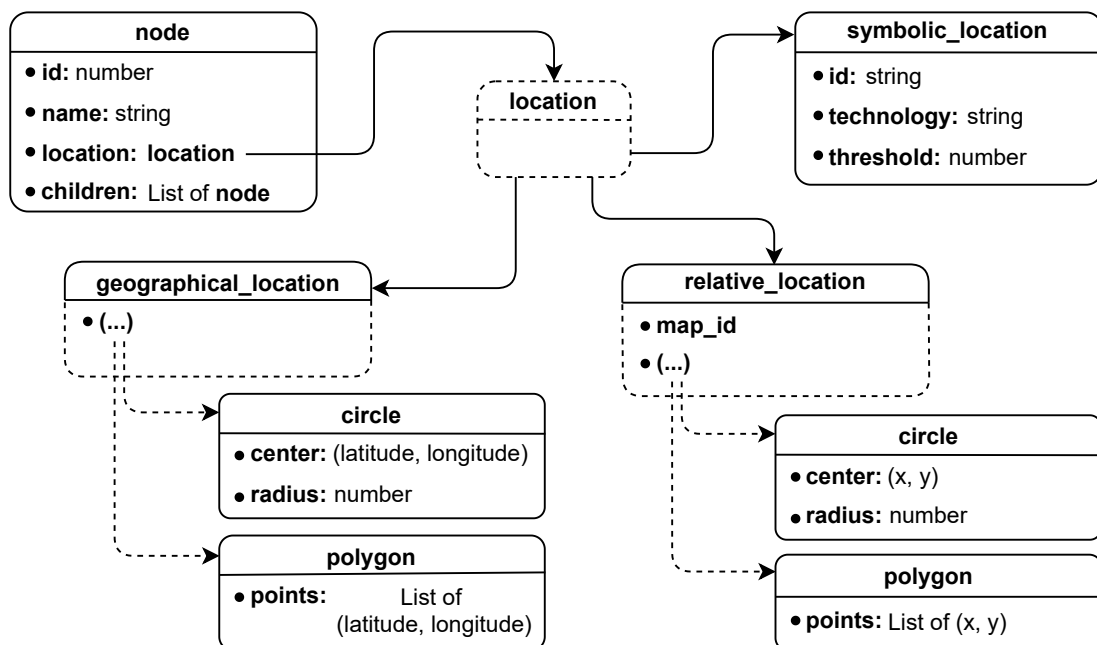 node
• id: number
• name: string
• location: location
• children: List of node
location
symbolic_location
• id: string
• technology: string
• threshold: number
geographical_location
• (...)
circle
• center: (latitude, longitude)
• radius: number
polygon
• points: List of
(latitude, longitude)
relative_location
• map_id
• (...)
circle
• center: (x, y)
• radius: number
polygon
• points: List of (x, y)